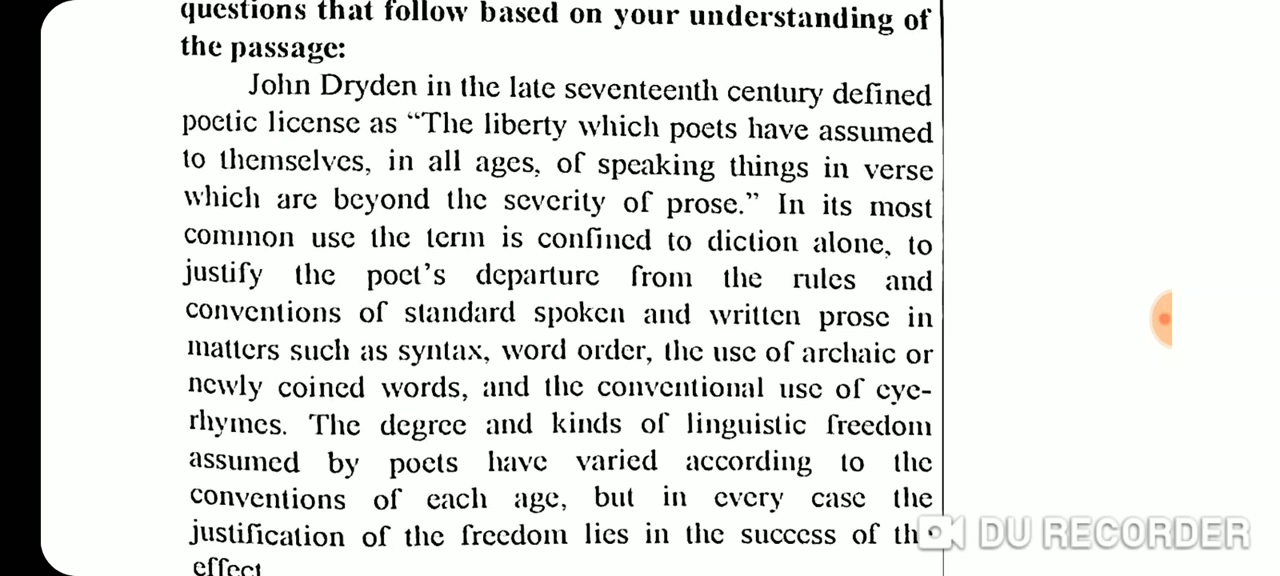 questions that follow based on your understanding of
the passage:
John Dryden in the late seventeenth century defined
poetic license as “The liberty which poets have assumed
to themselves, in all ages, of speaking things in verse
which are beyond the severity of prose.” In its most
common use the term is confined to diction alone, to
justify the poet’s departure from the rules and
conventions of standard spoken and written prose in
matters such as syntax, word order, the use of archaic or
newly coined words, and the conventional use of eye-
rhymes. The degree and kinds of linguistic freedom
assumed by poets have varied according to the
conventions of each age, but in every case the
justification of the freedom lies in the success of the
effect
DU RECORDER